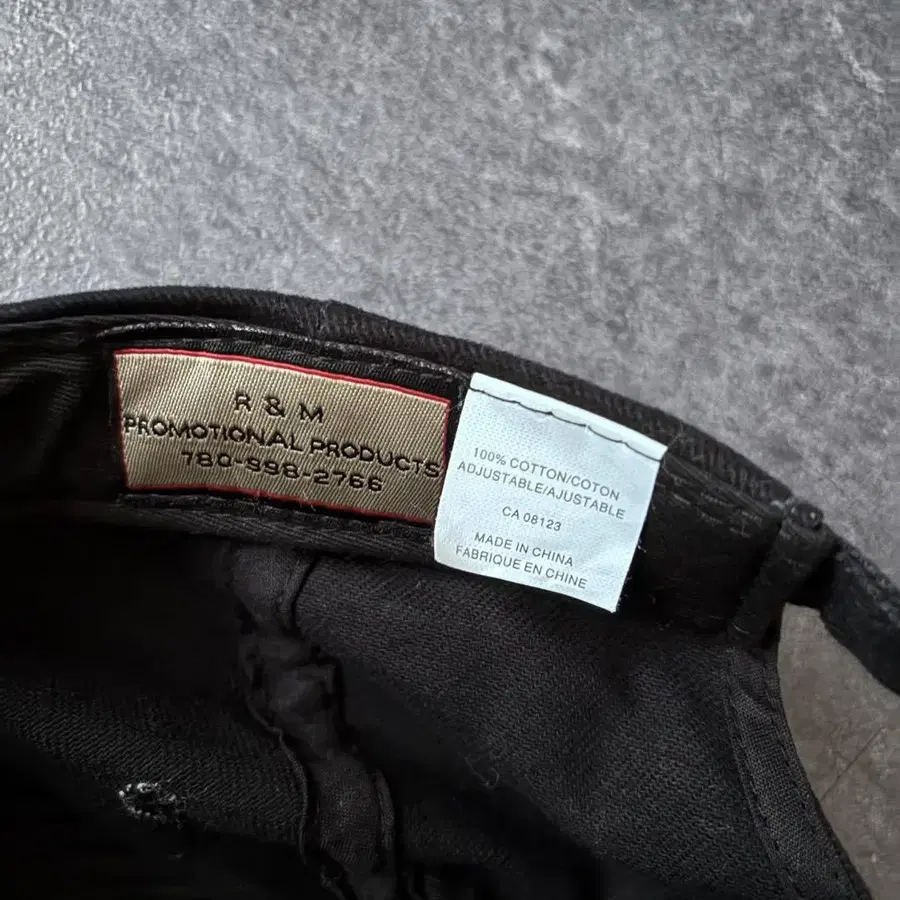 R & M
PROMOTIONAL PRODUCTS
780-998-2766
100% COTTON/COTON
ADJUSTABLE/AJUSTABLE
CA 08123
MADE IN CHINA
FABRIQUE EN CHINE